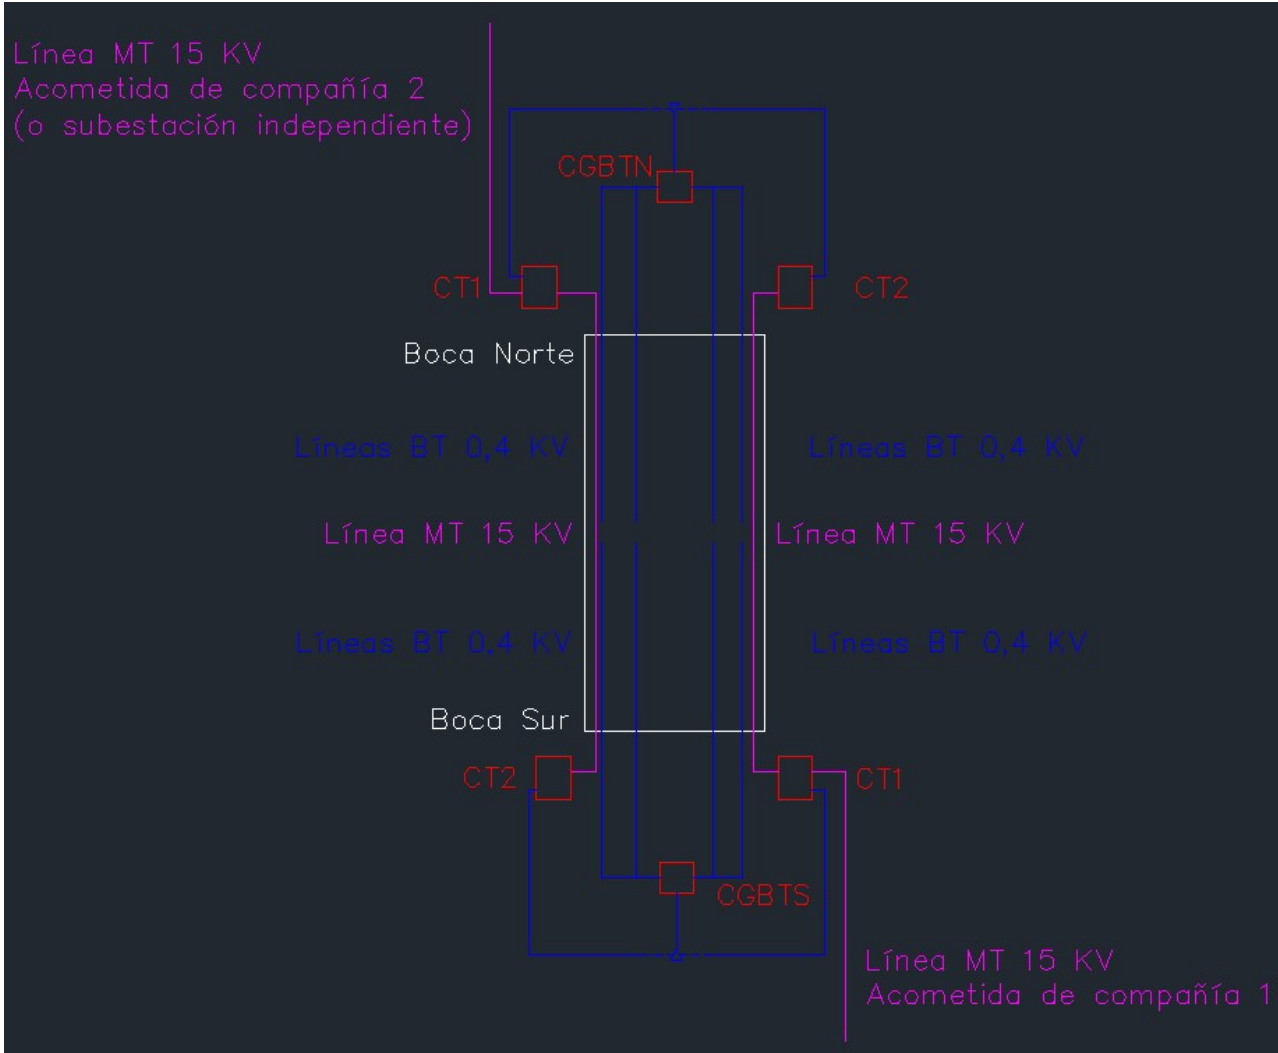 Línea MT 15 KV
Acometida de compañía 2
(o subestación independiente)
CGBTN
CT1
CT2
Boca Norte
Líneas BT 0,4 KV
Líneas BT 0,4 KV
Línea MT 15 KV
Línea MT 15 KV
Líneas BT 0,4 KV
Líneas BT 0,4 KV
Boca Sur
CT2
CT1
CGBTS
Línea MT 15 KV
Acometida de compañía 1